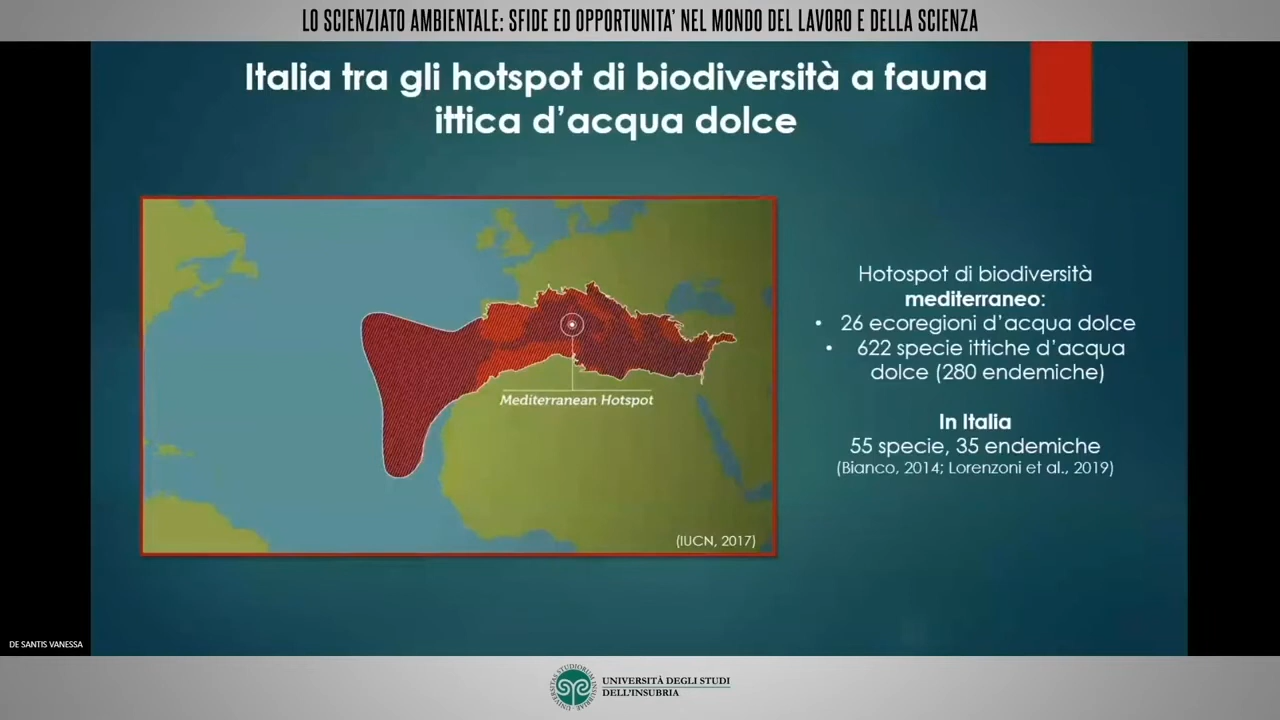 LO SCIENZIATO AMBIENTALE: SFIDE ED OPPORTUNITA' NEL MONDO DEL LAVORO E DELLA SCIENZA
Italia tra gli hotspot di biodiversità a fauna
ittica d'acqua dolce
Mediterranean Hotspot
(IUCN, 2017)
Hotospot di biodiversità
mediterraneo:
• 26 ecoregioni d'acqua dolce
• 622 specie ittiche d'acqua
dolce (280 endemiche)
In Italia
55 specie, 35 endemiche
(Bianco, 2014; Lorenzoni et al., 2019)
DE SANTIS VANESSA
UNIVERSITÀ DEGLI STUDI
DELL'INSUBRIA